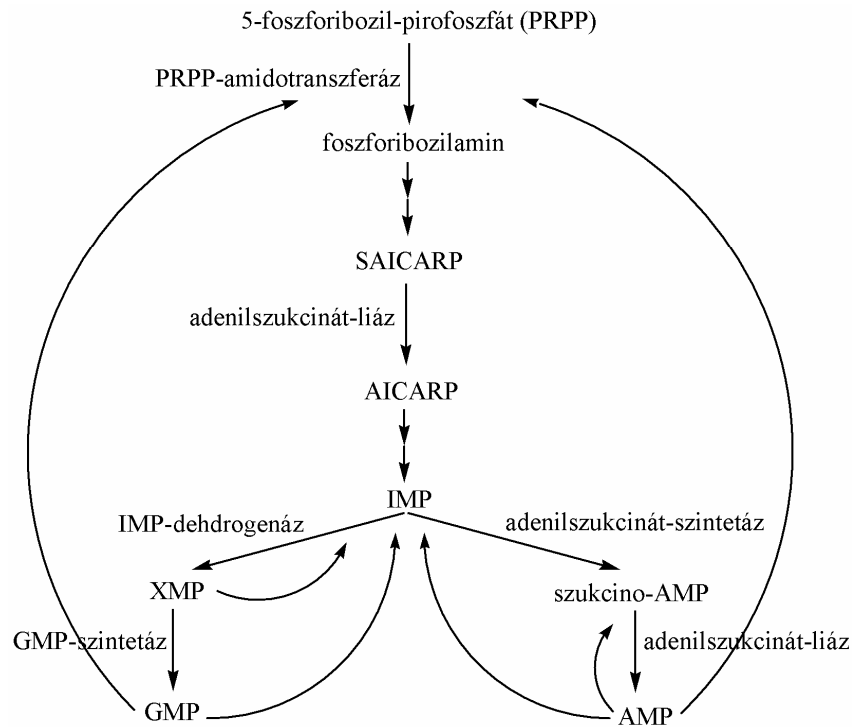 5-foszforibozil-pirofoszfát (PRPP)
PRPP-amidotranszferáz
foszforibozilamin
SAICARP
adenilszukcinát-liáz
AICARP
IMP
IMP-dehdrogenáz
adenilszukcinát-szintetáz
XMP
szukcino-AMP
GMP-szintetáz
adenilszukcinát-liáz
GMP
AMP